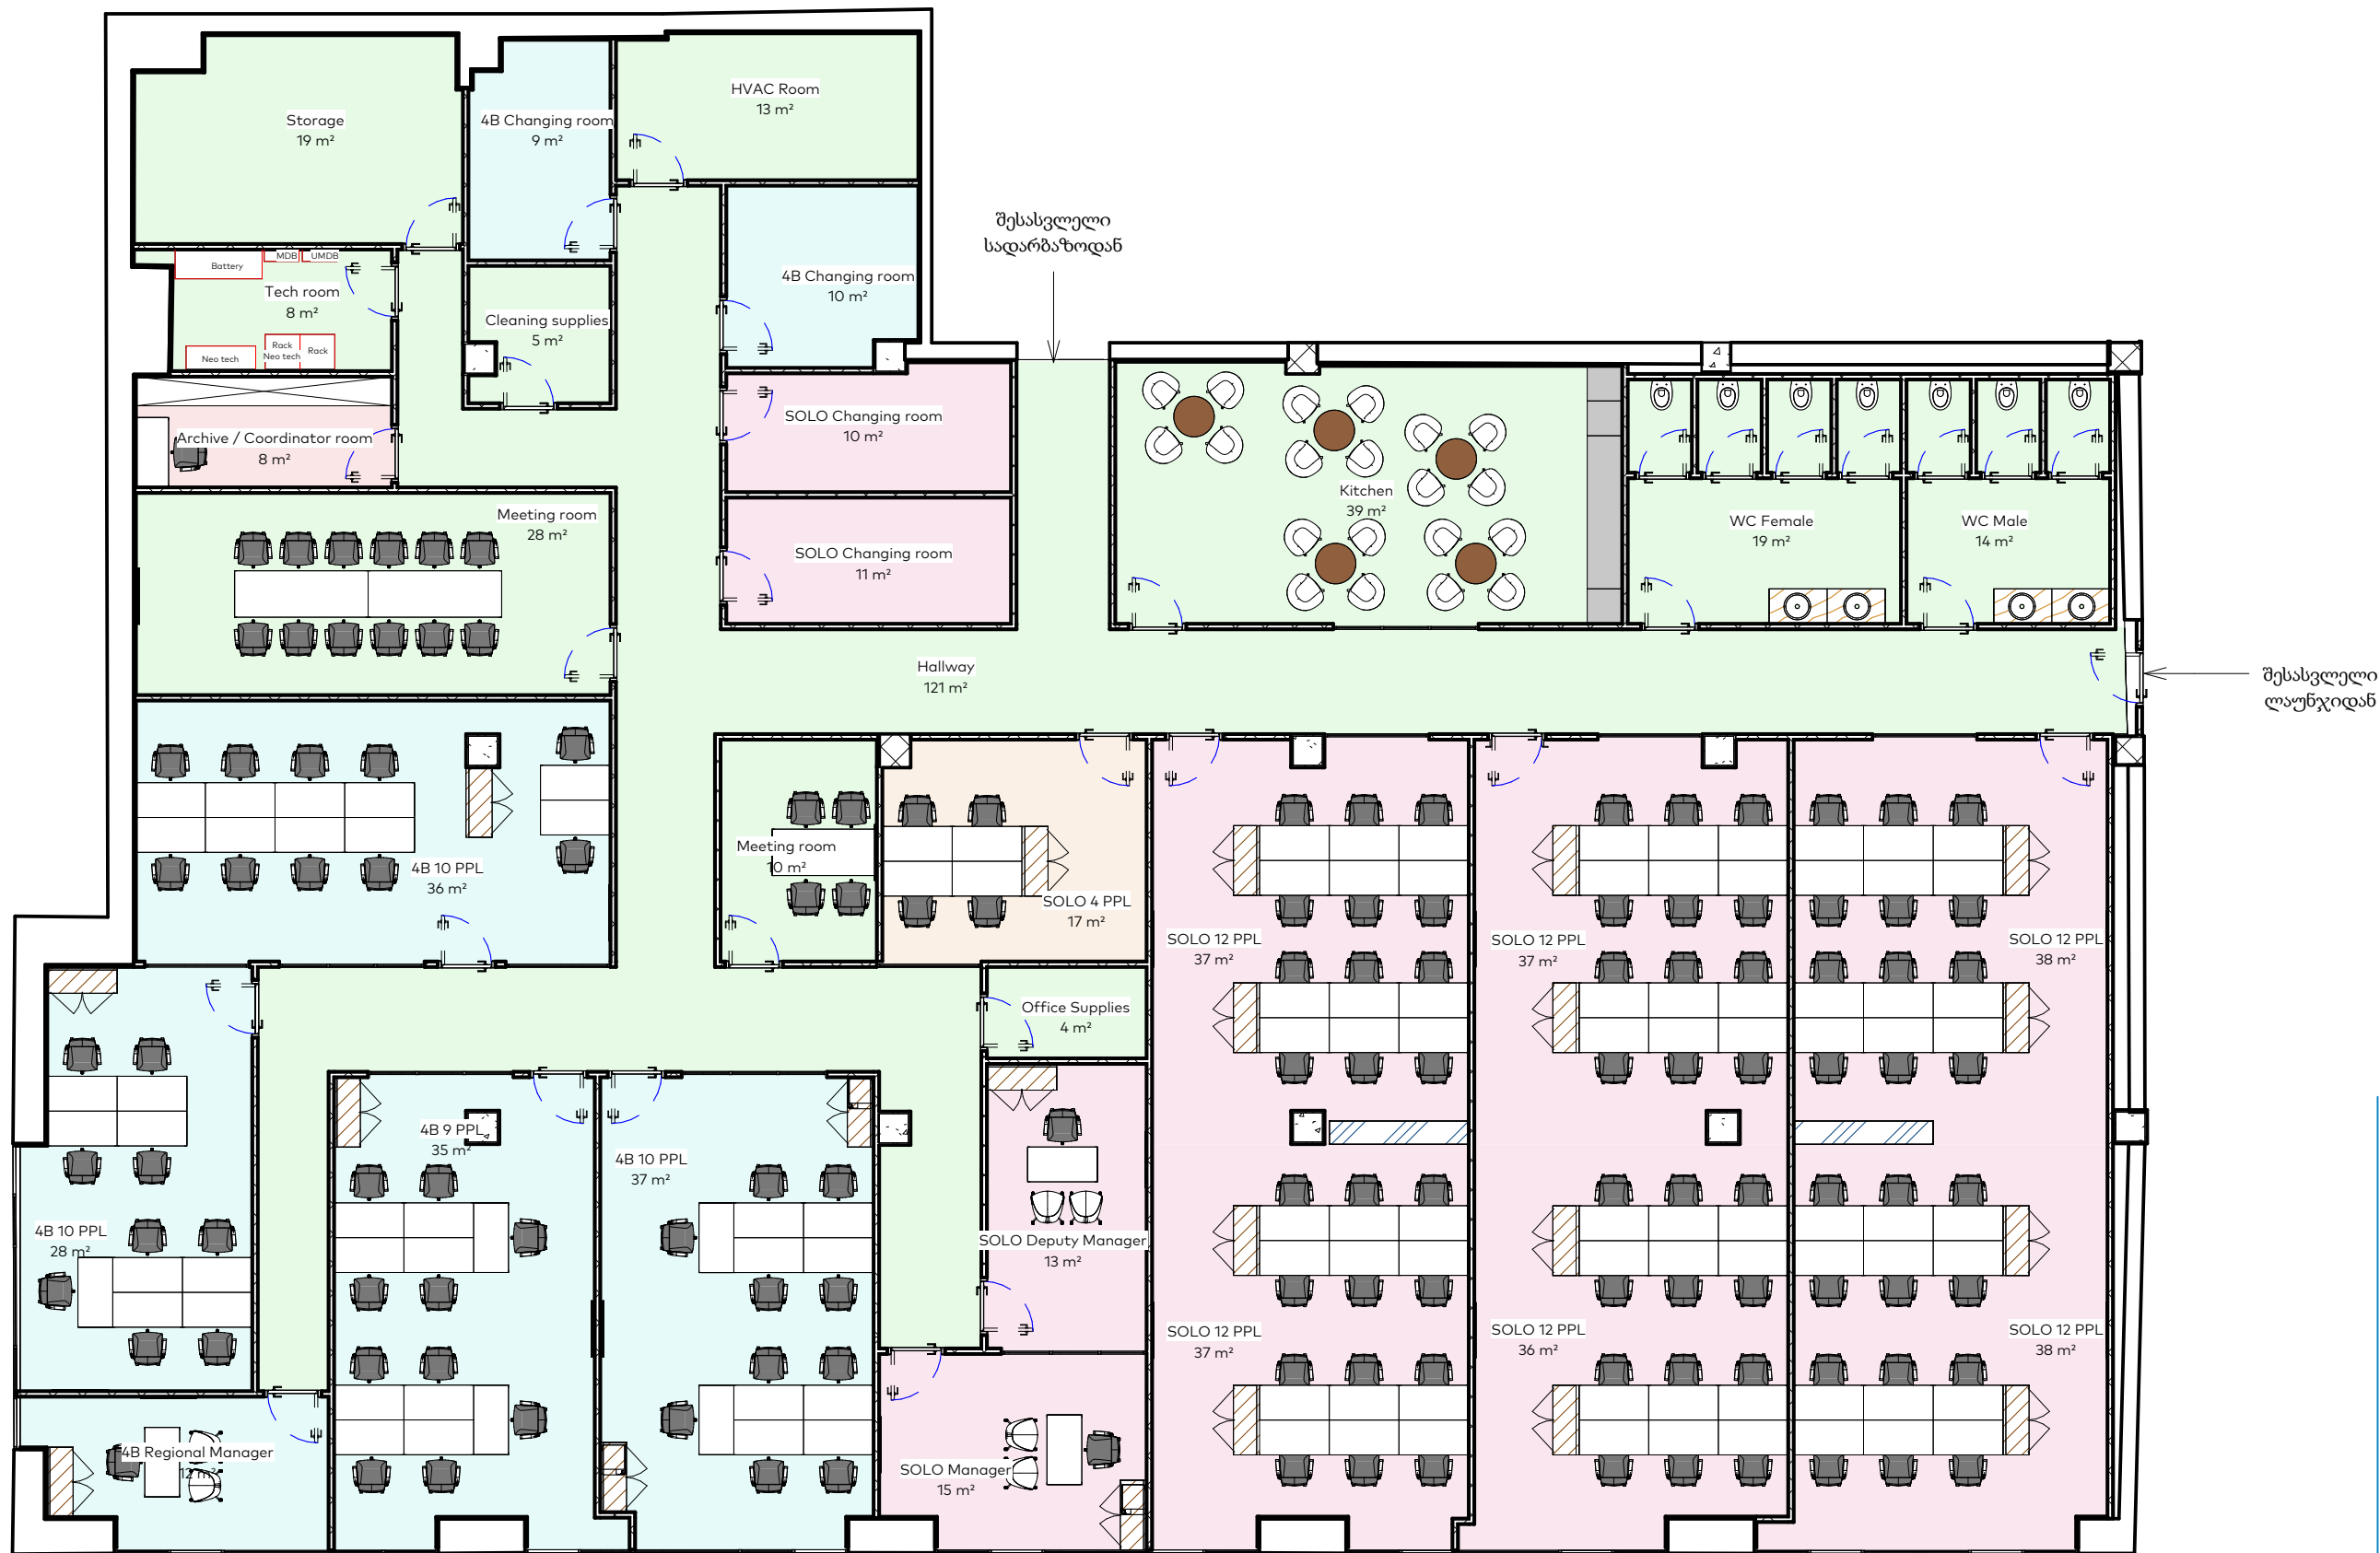 HVAC Room
13 m²
Storage
19 m²
4B Changing room
9 m²
შესასვლელი
სადარბაზოდან
Battery
MDB
UMDB
Tech room
8 m²
4B Changing room
10 m²
Cleaning supplies
5 m²
Neo tech
Rack
Neo tech
Rack
Archive / Coordinator room
8 m²
SOLO Changing room
10 m²
Kitchen
39 m²
Meeting room
28 m²
WC Female
19 m²
WC Male
14 m²
SOLO Changing room
11 m²
Hallway
121 m²
შესასვლელი
ლაუნჯიდან
Meeting room
10 m²
4B 10 PPL
36 m²
SOLO 4 PPL
17 m²
SOLO 12 PPL
37 m²
SOLO 12 PPL
37 m²
SOLO 12 PPL
38 m²
Office Supplies
4 m²
4B 9 PPL
35 m²
4B 10 PPL
37 m²
4B 10 PPL
28 m²
SOLO Deputy Manager
13 m²
SOLO 12 PPL
37 m²
SOLO 12 PPL
36 m²
SOLO 12 PPL
38 m²
4B Regional Manager
12 m²
SOLO Manager
15 m²